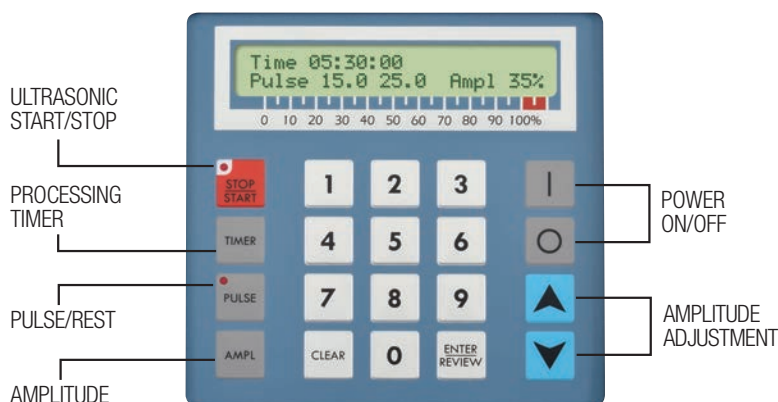 Time 05:30:00
Pulse 15.0 25.0 Ampl 35%
0 10 20 30 40 50 60 70 80 90 100%
ULTRASONIC
START/STOP
PROCESSING
TIMER
PULSE/REST
AMPLITUDE
STOP
START
1 2 3
TIMER
4 5 6
PULSE
7 8 9
AMPL
CLEAR
0
ENTER
REVIEW
POWER
ON/OFF
AMPLITUDE
ADJUSTMENT